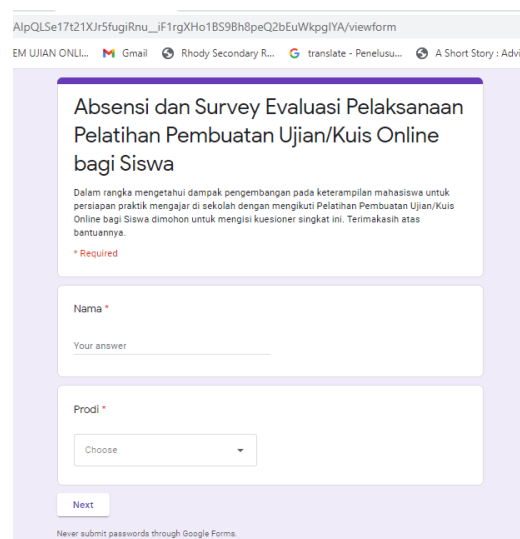 AIpQLSe17t21XJr5fugiRnu__iF1rgXHo1BS9Bh8peQ2bEuWkpgIYA/viewform
EM UJIAN ONLI... Gmail Rhody Secondary R... translate - Penelusu... A Short Story : Advi
Absensi dan Survey Evaluasi Pelaksanaan
Pelatihan Pembuatan Ujian/Kuis Online
bagi Siswa
Dalam rangka mengetahui dampak pengembangan pada keterampilan mahasiswa untuk
persiapan praktik mengajar di sekolah dengan mengikuti Pelatihan Pembuatan Ujian/Kuis
Online bagi Siswa dimohon untuk mengisi kuesioner singkat ini. Terimakasih atas
bantuannya.
* Required
Nama *
Your answer
Prodi *
Choose
Next
Never submit passwords through Google Forms.